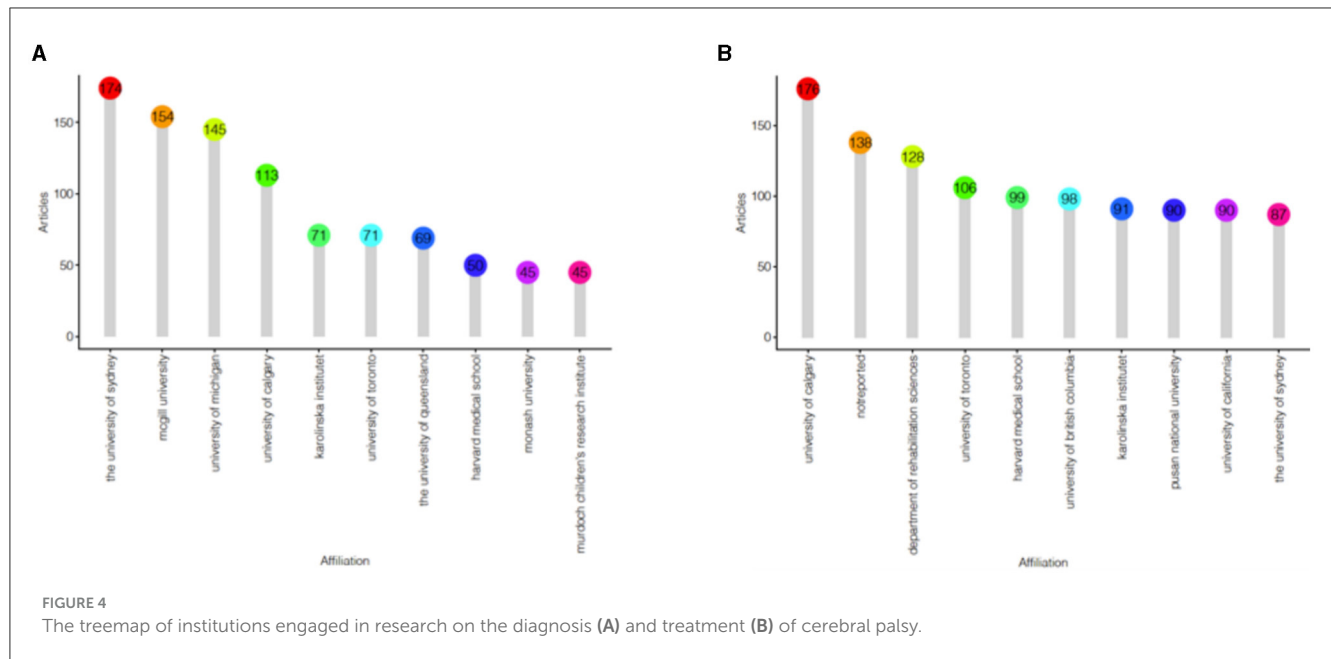 A
174
154
145
113
71
71
69
50
45
45
150
100
50
0
Articles
the university of sydney
mcgill university
university of michigan
university of calgary
karolinska institutet
university of toronto
the university of queensland
harvard medical school
monash university
murdoch children's research institute
Affiliation
B
176
138
128
106
99
98
91
90
90
87
150
100
50
0
Articles
university of calgary
notreported
department of rehabilitation sciences
university of toronto
harvard medical school
university of british columbia
karolinska institutet
pusan national university
university of california
the university of sydney
Affiliation
FIGURE 4
The treemap of institutions engaged in research on the diagnosis (A) and treatment (B) of cerebral palsy.